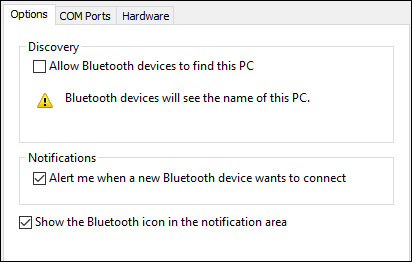 Options COM Ports Hardware
Discovery
Allow Bluetooth devices to find this PC
Bluetooth devices will see the name of this PC.
Notifications
Alert me when a new Bluetooth device wants to connect
Show the Bluetooth icon in the notification area